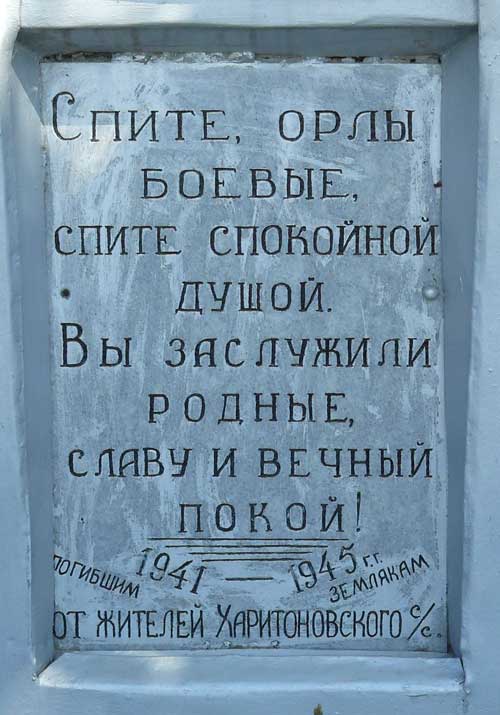 Спите, орлы
боевые,
спите спокойной
душой.
Вы заслужили
родные,
славу и вечный
покой!
1941 — 1945 г.г.
погибшим землякам
от жителей Харитоновского с/с.